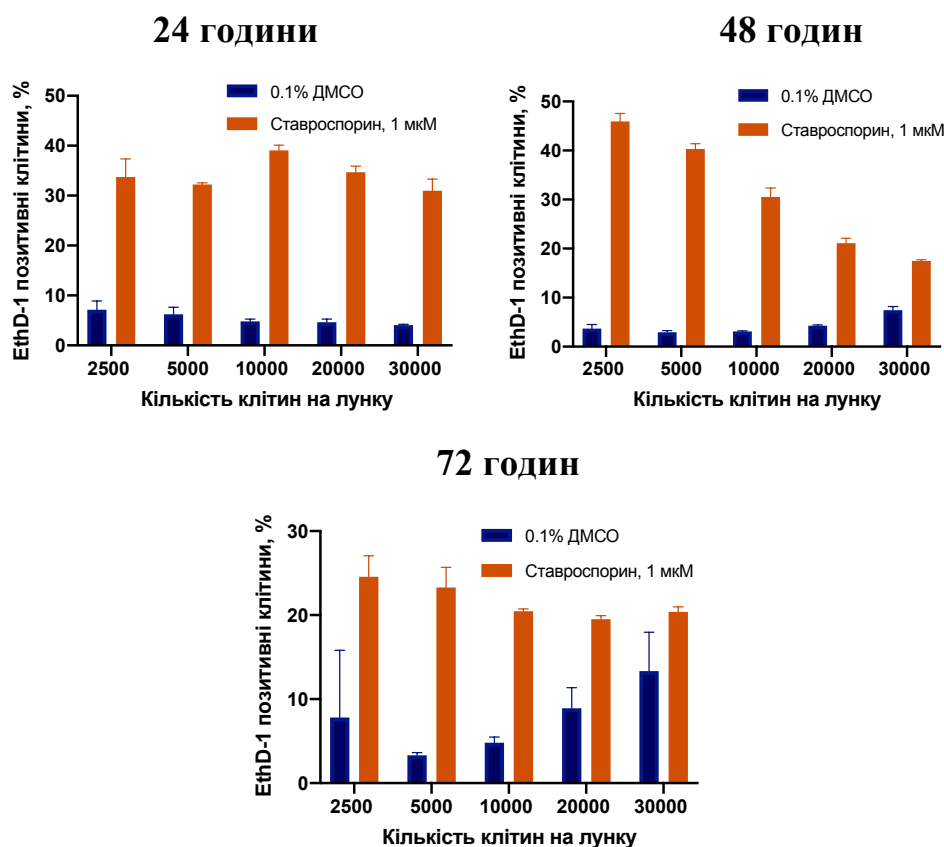 24 години
0.1% ДМСО
Ставроспорин, 1 мкМ
EthD-1 позитивні клітини, %
50
40
30
20
10
0
2500 5000 10000 20000 30000
Кількість клітин на лунку
48 годин
0.1% ДМСО
Ставроспорин, 1 мкМ
EthD-1 позитивні клітини, %
50
40
30
20
10
0
2500 5000 10000 20000 30000
Кількість клітин на лунку
72 годин
0.1% ДМСО
Ставроспорин, 1 мкМ
EthD-1 позитивні клітини, %
30
20
10
0
2500 5000 10000 20000 30000
Кількість клітин на лунку